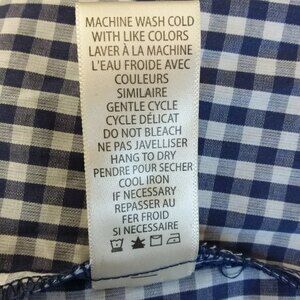 MACHINE WASH COLD
WITH LIKE COLORS
LAVER À LA MACHINE
L'EAU FROIDE AVEC
COULEURS
SIMILAIRE
GENTLE CYCLE
CYCLE DÉLICAT
DO NOT BLEACH
NE PAS JAVELLISER
HANG TO DRY
PENDRE POUR SECHER
COOL IRON
IF NECESSARY
REPASSER AU
FER FROID
SI NECESSAIRE